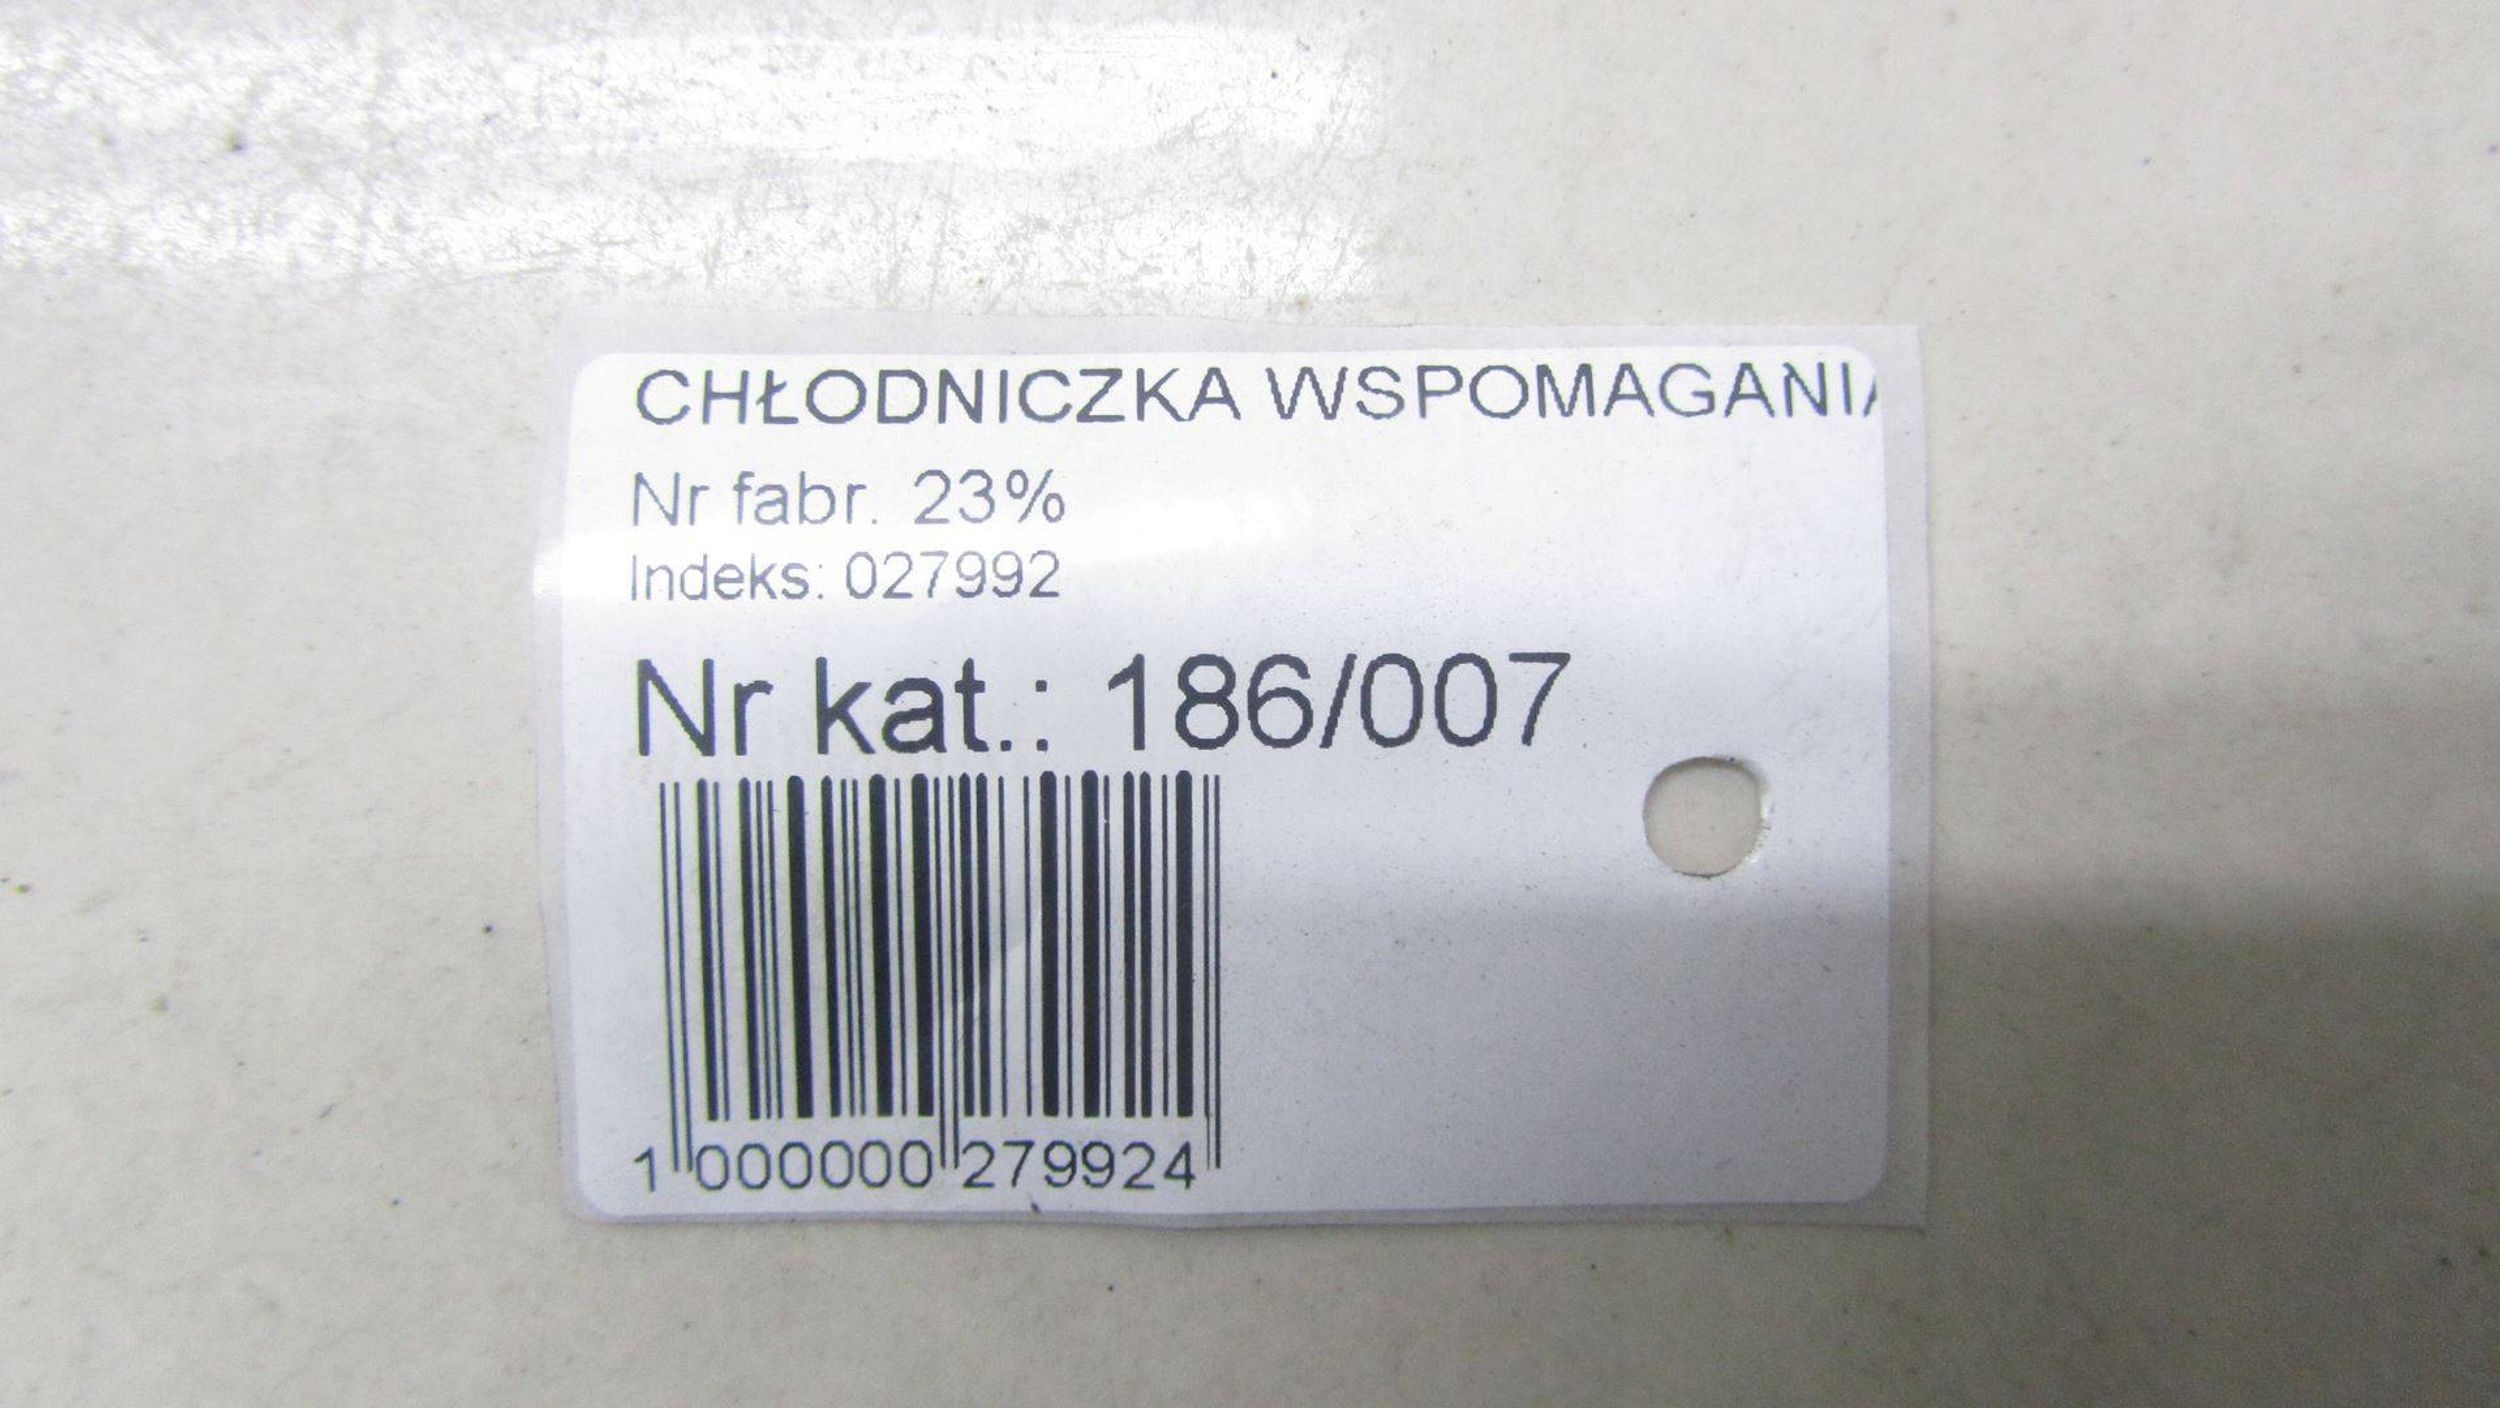 CHŁODNICZKA WSPOMAGANIA
Nr fabr. 23%
Indeks: 027992
Nr kat.: 186/007
1 000000 279924